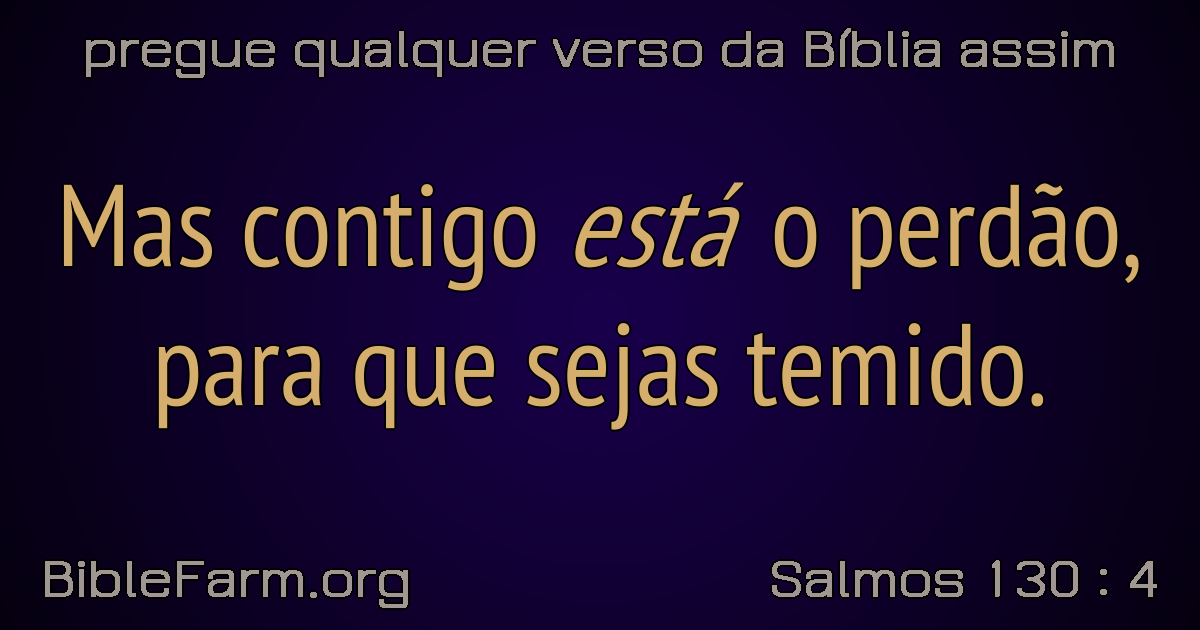 pregue qualquer verso da Bíblia assim
Mas contigo está o perdão,
para que sejas temido.
BibleFarm.org
Salmos 130 : 4